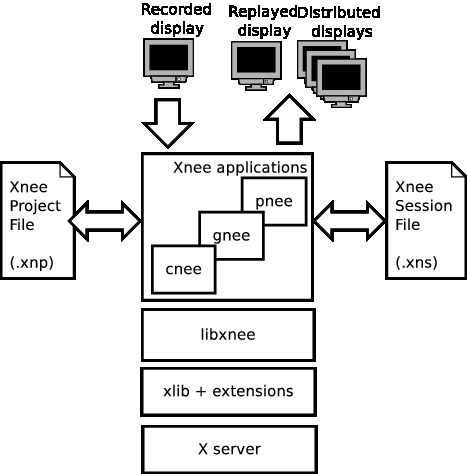 Recorded
display
Replayed
display
Distributed
displays
Xnee applications
pnee
gnee
cnee
Xnee
Project
File
(.xnp)
Xnee
Session
File
(.xns)
libxnee
xlib + extensions
X server